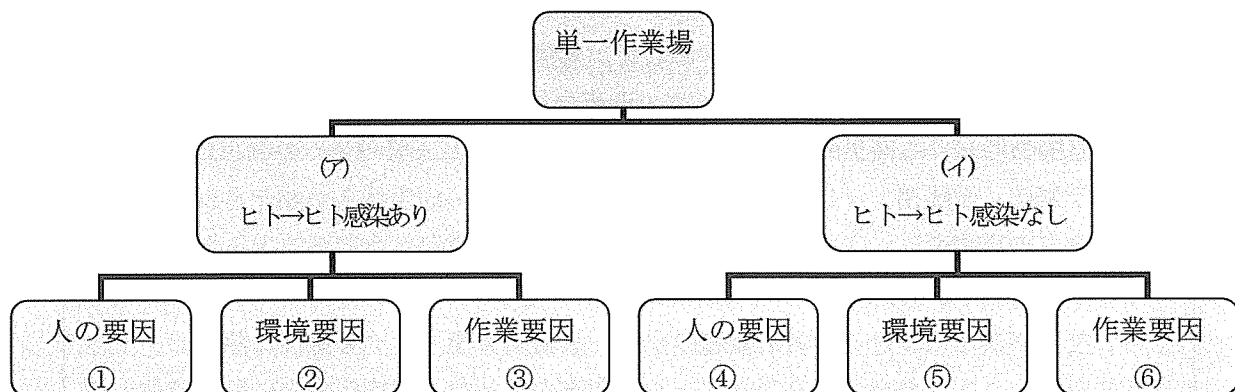 単一作業場
(ア)
ヒト→ヒト感染あり
(イ)
ヒト→ヒト感染なし
人の要因
①
環境要因
②
作業要因
③
人の要因
④
環境要因
⑤
作業要因
⑥